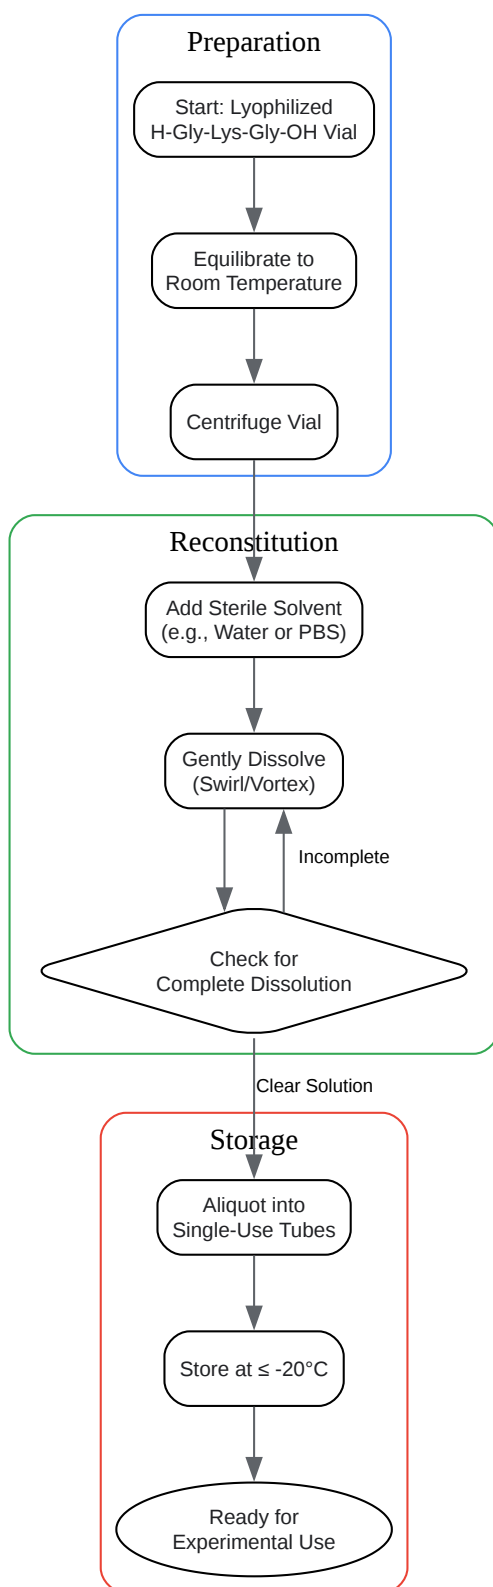 Preparation
Start: Lyophilized
H-Gly-Lys-Gly-OH Vial
Equilibrate to
Room Temperature
Centrifuge Vial
Reconstitution
Add Sterile Solvent
(e.g., Water or PBS)
Gently Dissolve
(Swirl/Vortex)
Incomplete
Check for
Complete Dissolution
Clear Solution
Storage
Aliquot into
Single-Use Tubes
Store at ≤ -20°C
Ready for
Experimental Use